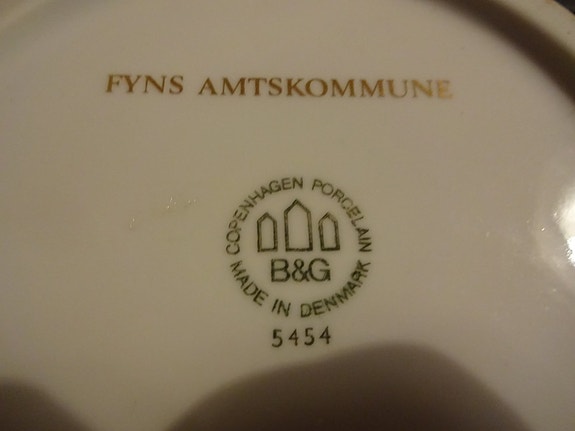 FYNS AMTSKOMMUNE
COPENHAGEN PORCELAIN
B&G
MADE IN DENMARK
5454